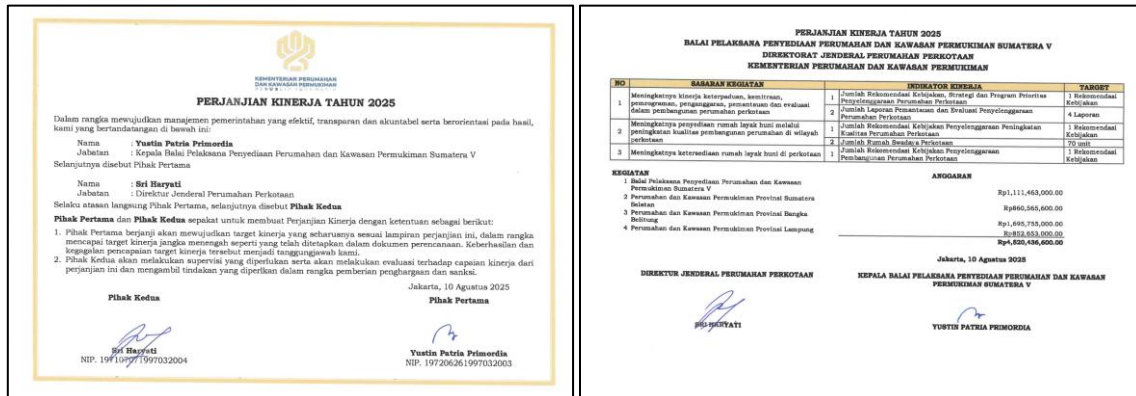 KEMENTERIAN PERUMAHAN
DAN KAWASAN PERMUKIMAN
PERJANJIAN KINERJA TAHUN 2025
Dalam rangka mewujudkan manajemen pemerintahan yang efektif, transparan dan akuntabel serta berorientasi pada hasil,
kami yang bertandatangan di bawah ini:
Nama : Yustin Patria Primordia
Jabatan : Kepala Balai Pelaksana Penyediaan Perumahan dan Kawasan Permukiman Sumatera V
Selanjutnya disebut Pihak Pertama
Nama : Sri Haryati
Jabatan : Direktur Jenderal Perumahan Perkotaan
Selaku atasan langsung Pihak Pertama, selanjutnya disebut Pihak Kedua
Pihak Pertama dan Pihak Kedua sepakat untuk membuat Perjanjian Kinerja dengan ketentuan sebagai berikut:
1. Pihak Pertama berjanji akan mewujudkan target kinerja yang seharusnya sesuai lampiran perjanjian ini, dalam rangka
mencapai target kinerja jangka menengah seperti yang telah ditetapkan dalam dokumen perencanaan. Keberhasilan dan
kegagalan pencapaian target kinerja tersebut menjadi tanggungjawab kami.
2. Pihak Kedua akan melakukan supervisi yang diperlukan serta akan melakukan evaluasi terhadap capaian kinerja dari
perjanjian ini dan mengambil tindakan yang diperlkan dalam rangka pemberian penghargaan dan sanksi.
Jakarta, 10 Agustus 2025
Pihak Kedua
Pihak Pertama
Sri Haryati
NIP.
Yustin Patria Primordia
NIP. 197206261997032003
PERJANJIAN KINERJA TAHUN 2025
BALAI PELAKSANA PENYEDIAAN PERUMAHAN DAN KAWASAN PERMUKIMAN SUMATERA V
DIREKTORAT JENDERAL PERUMAHAN PERKOTAAN
KEMENTERIAN PERUMAHAN DAN KAWASAN PERMUKIMAN
NO SASARAN KEGIATAN INDIKATOR KINERJA TARGET
1 Meningkatnya kinerja keterpaduan, kemitraan,
pemrograman, penganggaran, pemantauan dan evaluasi
dalam pembangunan perumahan perkotaan
1 Jumlah Rekomendasi Kebijakan, Strategi dan Program Prioritas
Penyelenggaraan Perumahan Perkotaan
1 Rekomendasi
Kebijakan
2 Jumlah Laporan Pemantauan dan Evaluasi Penyelenggaraan
Perumahan Perkotaan
4 Laporan
2 Meningkatnya penyediaan rumah layak huni melalui
peningkatan kualitas pembangunan perumahan di wilayah
perkotaan
1 Jumlah Rekomendasi Kebijakan Penyelenggaraan Peningkatan
Kualitas Perumahan Perkotaan
1 Rekomendasi
Kebijakan
2 Jumlah Rumah Swadaya Perkotaan 70 unit
3 Meningkatnya ketersediaan rumah layak huni di perkotaan
1 Jumlah Rekomendasi Kebijakan Penyelenggaraan
Pembangunan Perumahan Perkotaan
1 Rekomendasi
Kebijakan
KEGIATAN ANGGARAN
1 Balai Pelaksana Penyediaan Perumahan dan Kawasan
Permukiman Sumatera V
Rp1,111,463,000.00
2 Perumahan dan Kawasan Permukiman Provinsi Sumatera
Selatan
Rp860,565,600.00
3 Perumahan dan Kawasan Permukiman Provinsi Bangka
Belitung
Rp1,695,755,000.00
4 Perumahan dan Kawasan Permukiman Provinsi Lampung
Rp852,653,000.00
Rp4,520,436,600.00
Jakarta, 10 Agustus 2025
DIREKTUR JENDERAL PERUMAHAN PERKOTAAN
KEPALA BALAI PELAKSANA PENYEDIAAN PERUMAHAN DAN KAWASAN
PERMUKIMAN SUMATERA V
SRI HARYATI
YUSTIN PATRIA PRIMORDIA